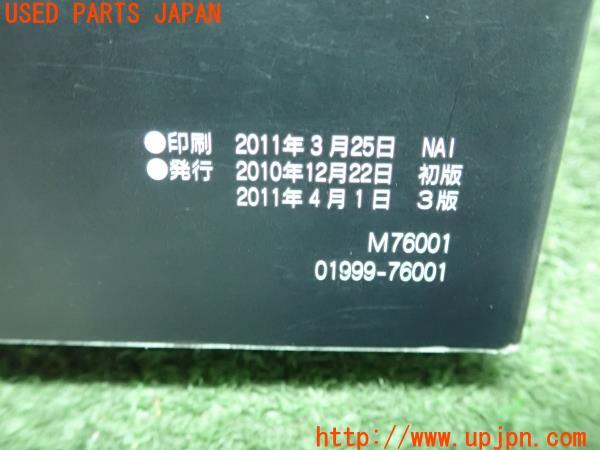 USED PARTS JAPAN
●印刷 2011年3月25日 NAI
●発行 2010年12月22日 初版
2011年4月1日 3版
M76001
01999-76001
http://www.upjpn.com